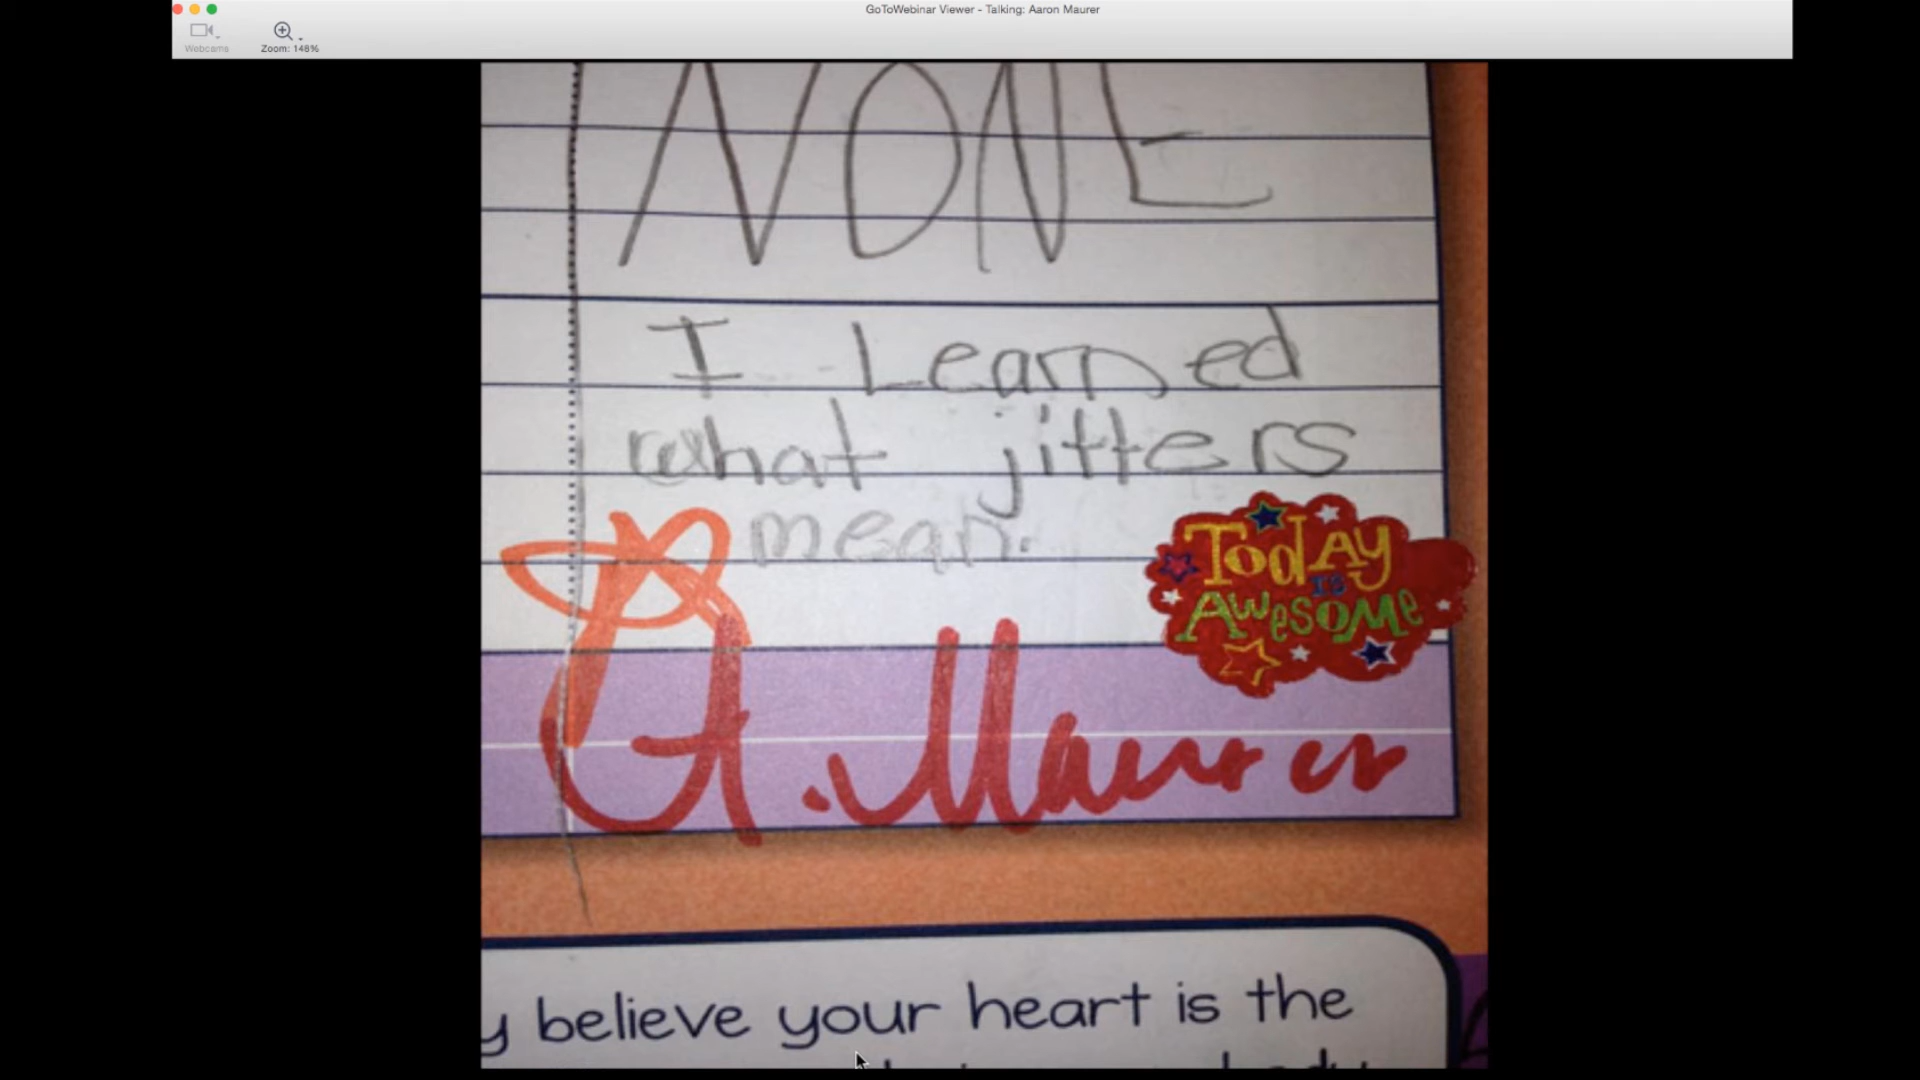 GoToWebinar Viewer - Talking: Aaron Maurer
Webcams
Zoom: 148%
NONE
I Learned
what jitters
mean.
Today
is
Awesome
A. Maurer
y believe your heart is the
body